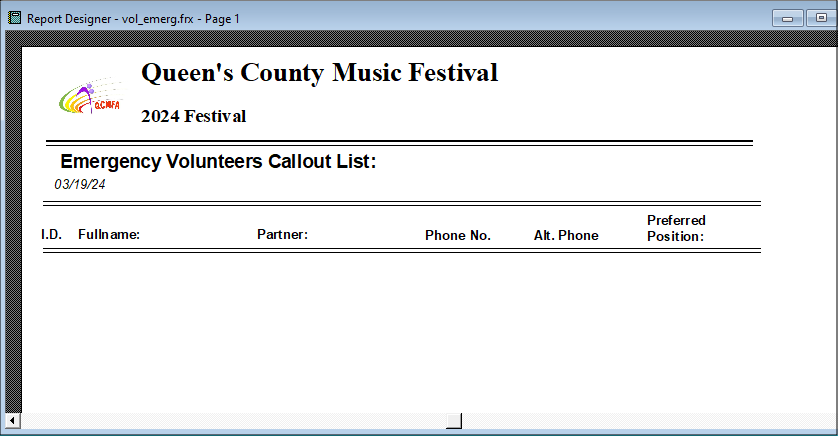 Report Designer - vol_emerg.frx - Page 1
Queen's County Music Festival
QCMFA
2024 Festival
Emergency Volunteers Callout List:
03/19/24
I.D. Fullname: Partner: Phone No. Alt. Phone Preferred Position: